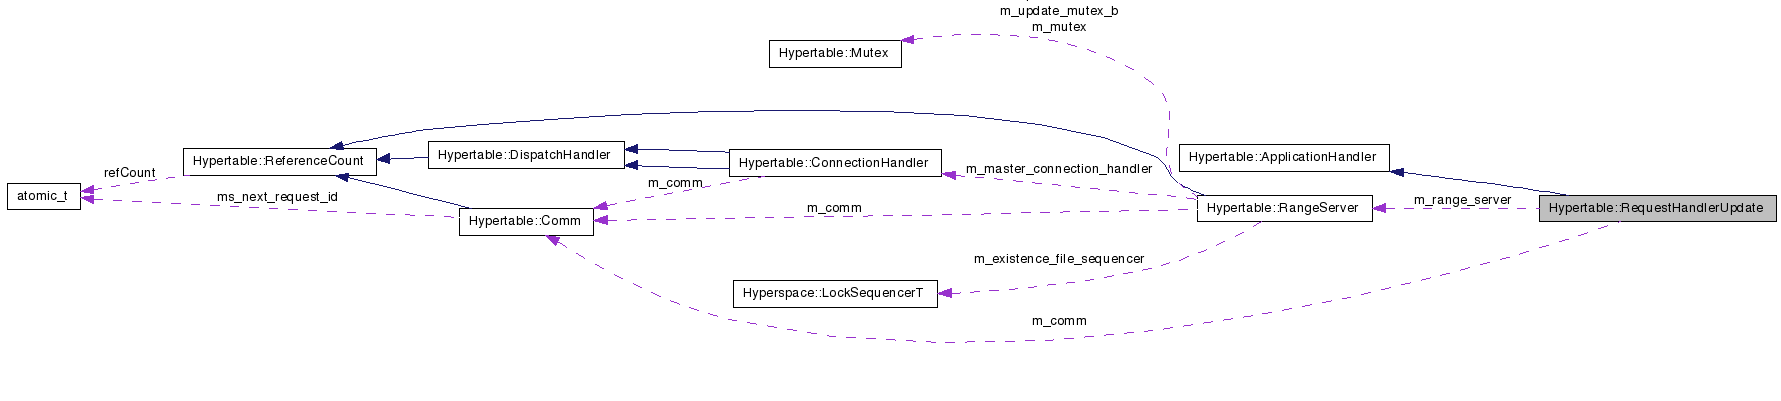 m_update_mutex_b
m_mutex
Hypertable::Mutex
Hypertable::ReferenceCount
Hypertable::DispatchHandler
Hypertable::ConnectionHandler
Hypertable::ApplicationHandler
refCount
m_comm
m_master_connection_handler
atomic_t
ms_next_request_id
Hypertable::Comm
m_comm
Hypertable::RangeServer
m_range_server
Hypertable::RequestHandlerUpdate
m_existence_file_sequencer
Hyperspace::LockSequencerT
m_comm